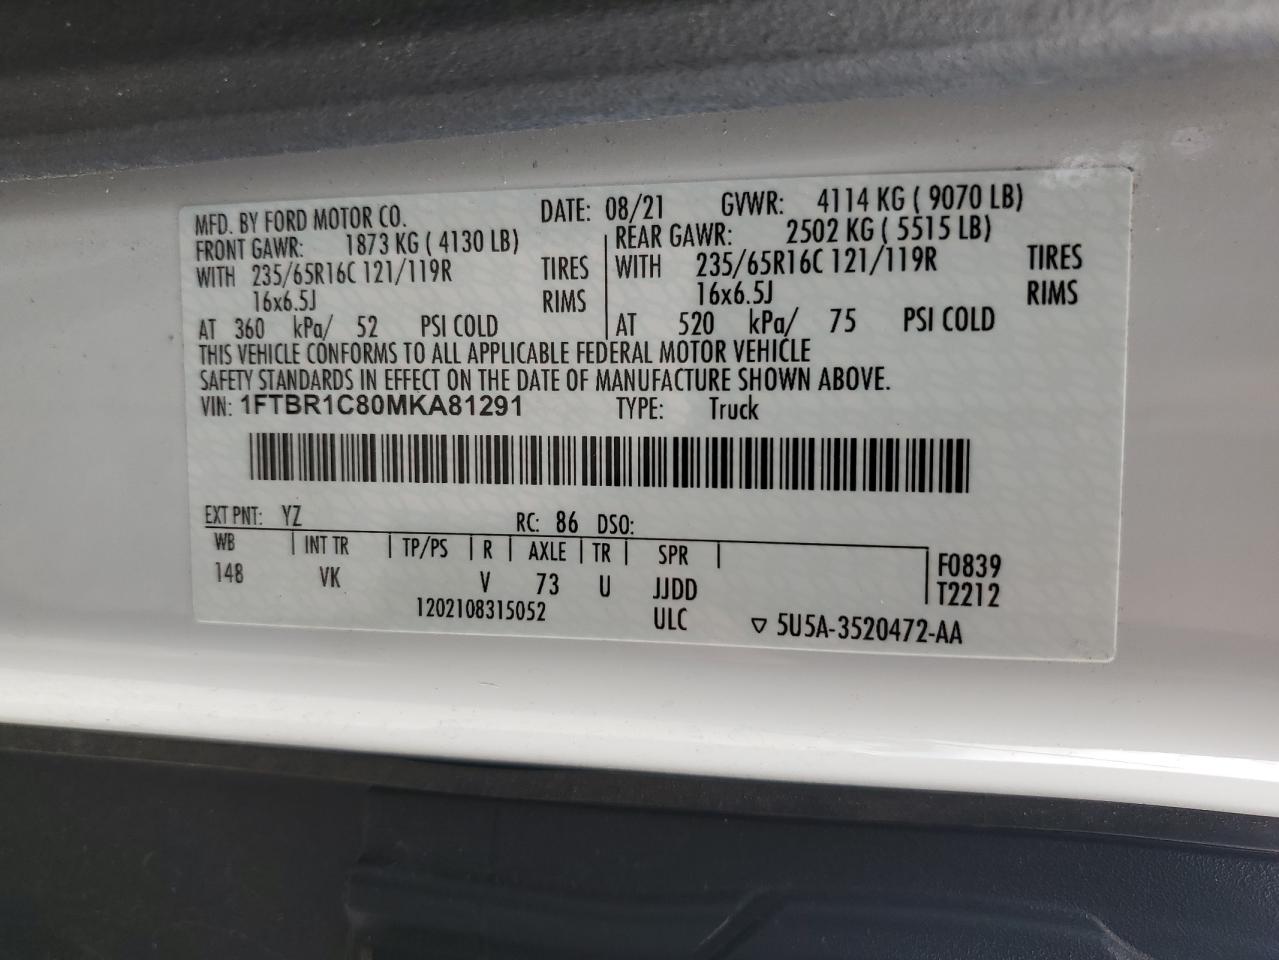 MFD. BY FORD MOTOR CO. DATE: 08/21 GVWR: 4114 KG ( 9070 LB)
FRONT GAWR: 1873 KG ( 4130 LB) REAR GAWR: 2502 KG ( 5515 LB)
WITH 235/65R16C 121/119R TIRES WITH 235/65R16C 121/119R TIRES
16x6.5J RIMS 16x6.5J RIMS
AT 360 kPa/ 52 PSI COLD AT 520 kPa/ 75 PSI COLD
THIS VEHICLE CONFORMS TO ALL APPLICABLE FEDERAL MOTOR VEHICLE
SAFETY STANDARDS IN EFFECT ON THE DATE OF MANUFACTURE SHOWN ABOVE.
VIN: 1FTBR1C80MKA81291 TYPE: Truck
EXT PNT: YZ RC: 86 DSO:
WB INT TR TP/PS R AXLE TR SPR F0839
148 VK V 73 U JJDD T2212
1202108315052 ULC ▽ 5U5A-3520472-AA